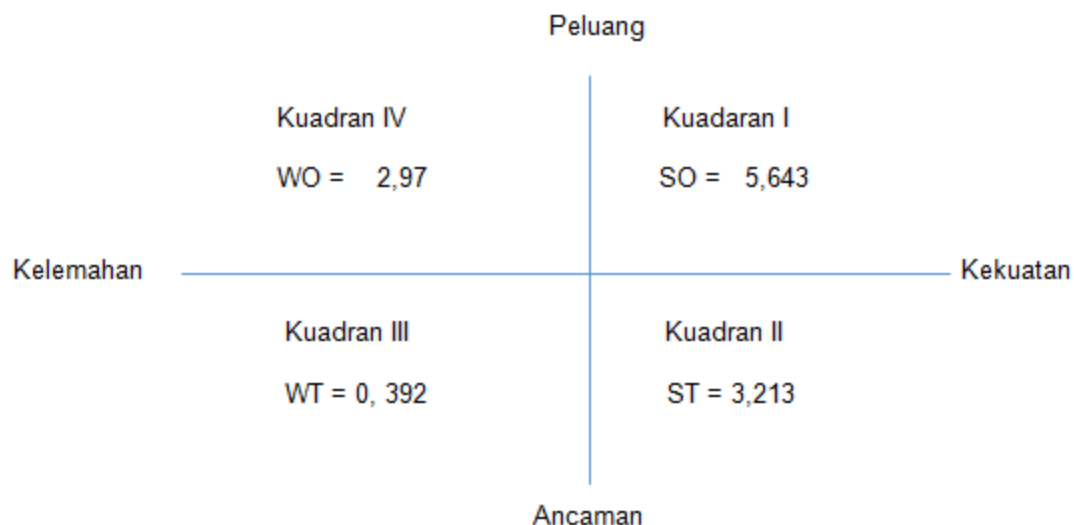 Peluang
Kuadran IV
Kuadaran I
WO = 2,97
SO = 5,643
Kelemahan
Kekuatan
Kuadran III
Kuadran II
WT = 0, 392
ST = 3,213
Ancaman